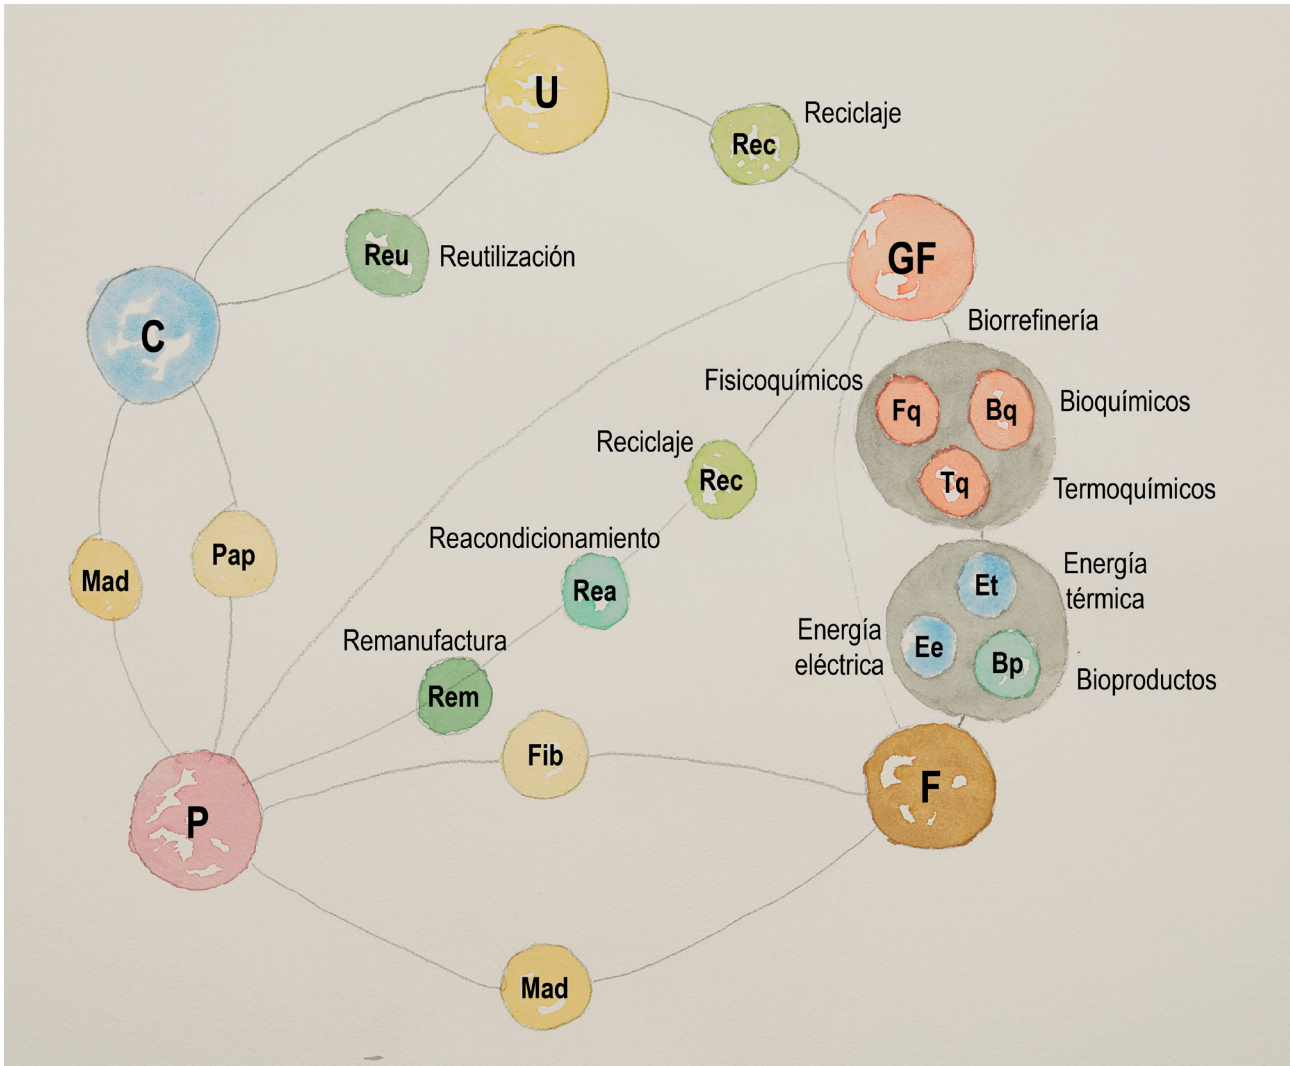 U
Rec
Reciclaje
Reu
Reutilización
GF
C
Biorrefinería
Fisicoquímicos
Fq
Bq
Bioquímicos
Reciclaje
Rec
Tq
Termoquímicos
Reacondicionamiento
Mad
Pap
Rea
Et
Energía
térmica
Energía
eléctrica
Ee
Bp
Bioproductos
Remanufactura
Rem
Fib
F
P
Mad